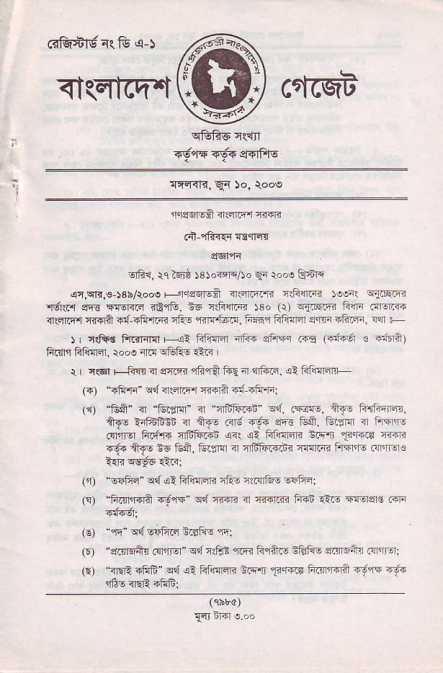 রেজিস্টার্ড নং ডি এ-১
বাংলাদেশ গেজেট
গণপ্রজাতন্ত্রী বাংলাদেশ
সরকার
অতিরিক্ত সংখ্যা
কর্তৃপক্ষ কর্তৃক প্রকাশিত
মঙ্গলবার, জুন ১০, ২০০৩
গণপ্রজাতন্ত্রী বাংলাদেশ সরকার
নৌ-পরিবহন মন্ত্রণালয়
প্রজ্ঞাপন
তারিখ, ২৭ জ্যৈষ্ঠ ১৪১০বঙ্গাব্দ/১০ জুন ২০০৩ খ্রিস্টাব্দ
এস,আর,ও-১৪৯/২০০৩।—গণপ্রজাতন্ত্রী বাংলাদেশের সংবিধানের ১৩৩নং অনুচ্ছেদের
শর্তাংশে প্রদত্ত ক্ষমতাবলে রাষ্ট্রপতি, উক্ত সংবিধানের ১৪০ (২) অনুচ্ছেদের বিধান মোতাবেক
বাংলাদেশ সরকারী কর্ম-কমিশনের সহিত পরামর্শক্রমে, নিম্নরূপ বিধিমালা প্রণয়ন করিলেন, যথা ঃ—
১। সংক্ষিপ্ত শিরোনামা।—এই বিধিমালা নাবিক প্রশিক্ষণ কেন্দ্র (কর্মকর্তা ও কর্মচারী)
নিয়োগ বিধিমালা, ২০০৩ নামে অভিহিত হইবে।
২। সংজ্ঞা।—বিষয় বা প্রসঙ্গের পরিপন্থী কিছু না থাকিলে, এই বিধিমালায়—
(ক) “কমিশন” অর্থ বাংলাদেশ সরকারী কর্ম-কমিশন;
(খ) “ডিগ্রী” বা “ডিপ্লোমা” বা “সার্টিফিকেট” অর্থ, ক্ষেত্রমত, স্বীকৃত বিশ্ববিদ্যালয়,
স্বীকৃত ইনস্টিটিউট বা স্বীকৃত বোর্ড কর্তৃক প্রদত্ত ডিগ্রী, ডিপ্লোমা বা শিক্ষাগত
যোগ্যতা নির্দেশক সার্টিফিকেট এবং এই বিধিমালার উদ্দেশ্য পূরণকল্পে সরকার
কর্তৃক স্বীকৃত উক্ত ডিগ্রী, ডিপ্লোমা বা সার্টিফিকেটের সমমানের শিক্ষাগত যোগ্যতাও
ইহার অন্তর্ভুক্ত হইবে;
(গ) “তফসিল” অর্থ এই বিধিমালার সহিত সংযোজিত তফসিল;
(ঘ) “নিয়োগকারী কর্তৃপক্ষ” অর্থ সরকার বা সরকারের নিকট হইতে ক্ষমতাপ্রাপ্ত কোন
কর্মকর্তা;
(ঙ) “পদ” অর্থ তফসিলে উল্লেখিত পদ;
(চ) “প্রয়োজনীয় যোগ্যতা” অর্থ সংশ্লিষ্ট পদের বিপরীতে উল্লিখিত প্রয়োজনীয় যোগ্যতা;
(ছ) “বাছাই কমিটি” অর্থ এই বিধিমালার উদ্দেশ্য পূরণকল্পে নিয়োগকারী কর্তৃপক্ষ কর্তৃক
গঠিত বাছাই কমিটি;
(৭৯৮৫)
মূল্য টাকা ৩.০০